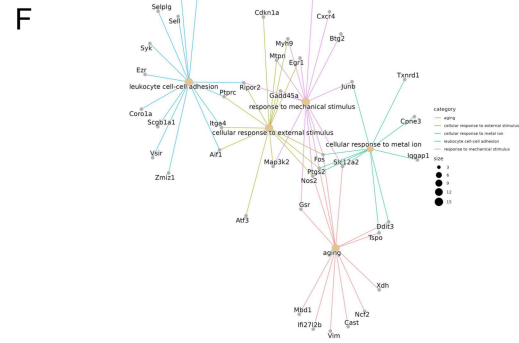 F
Selplg
Sell
Cdkn1a
Cxcr4
Syk
Myh9
Btg2
Mtpn
Egr1
Ezr
Junb
Txnrd1
leukocyte cell-cell adhesion
Ripor2
Ptprc
Gadd45a
response to mechanical stimulus
Coro1a
Scgb1a1
Itga4
Cpne3
cellular response to external stimulus
cellular response to metal ion
Vsir
Aif1
Map3k2
Fos
Slc12a2
Iqgap1
Ptgs2
Zmiz1
Nos2
Gsr
Atf3
Ddit3
Tspo
aging
Xdh
Mbd1
Ncf2
Ifi27l2b
Cast
Vim
category
aging
cellular response to external stimulus
cellular response to metal ion
leukocyte cell-cell adhesion
response to mechanical stimulus
size
3
6
9
12
15